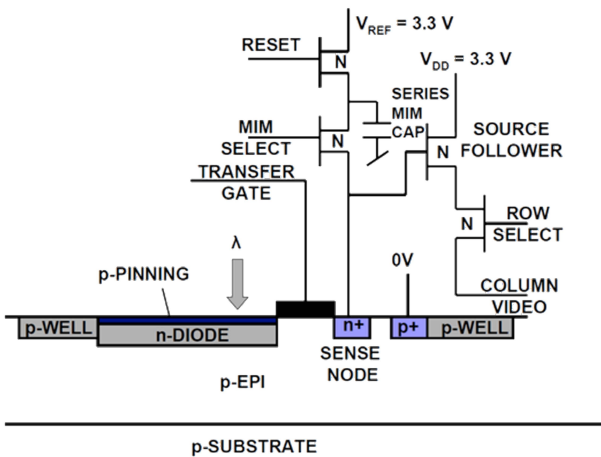 V_REF = 3.3 V
RESET
N
V_DD = 3.3 V
SERIES
MIM
CAP
MIM
SELECT
N
SOURCE
FOLLOWER
N
TRANSFER
GATE
N
ROW
SELECT
λ
0V
p-PINNING
COLUMN
VIDEO
p-WELL
n-DIODE
n+
p+
p-WELL
SENSE
NODE
p-EPI
p-SUBSTRATE